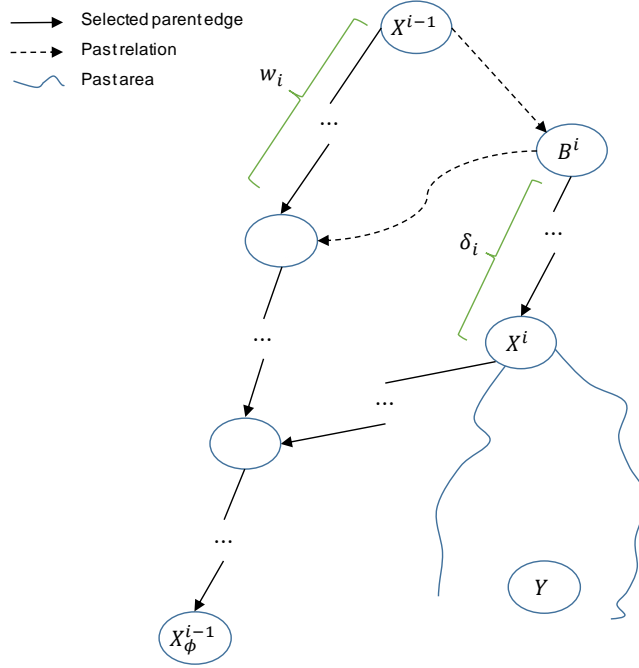 Selected parent edge
Past relation
Past area
X^{i-1}
w_i
...
B^i
δ_i
...
...
X^i
...
...
Y
X_ϕ^{i-1}